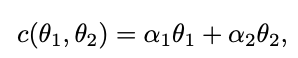 c(θ₁, θ₂) = α₁θ₁ + α₂θ₂,